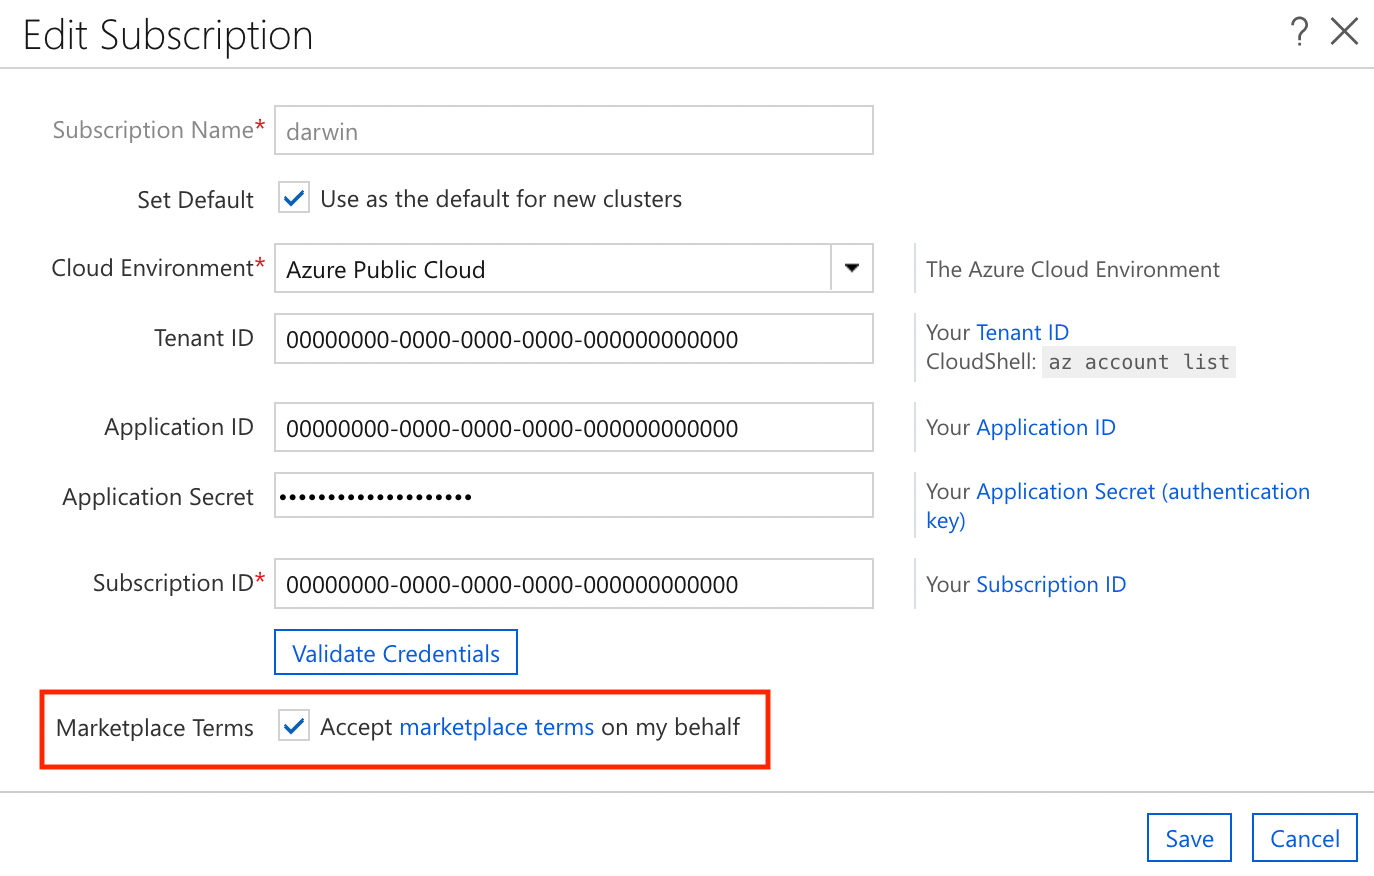 Edit Subscription
?
Subscription Name* darwin
Set Default Use as the default for new clusters
Cloud Environment* Azure Public Cloud The Azure Cloud Environment
Tenant ID 00000000-0000-0000-0000-000000000000 Your Tenant ID
CloudShell: az account list
Application ID 00000000-0000-0000-0000-000000000000 Your Application ID
Application Secret •••••••••••••••••••• Your Application Secret (authentication
key)
Subscription ID* 00000000-0000-0000-0000-000000000000 Your Subscription ID
Validate Credentials
Marketplace Terms Accept marketplace terms on my behalf
Save Cancel